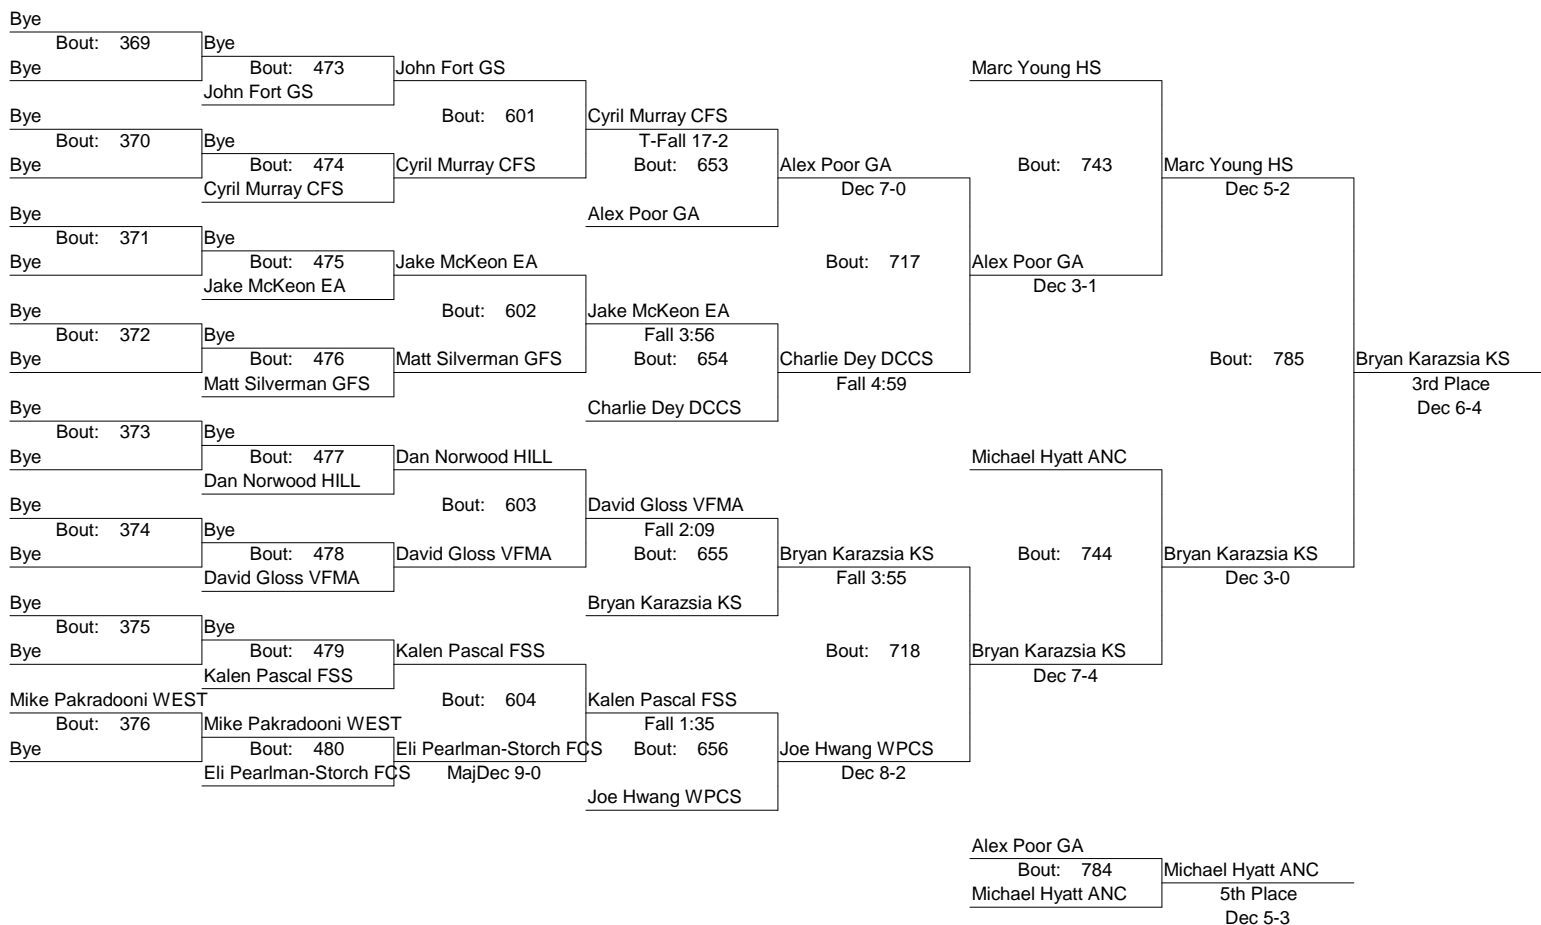 Bye
Bout: 369 Bye
Bye Bout: 473 John Fort GS Marc Young HS
John Fort GS
Bye Bout: 601 Cyril Murray CFS
Bout: 370 Bye T-Fall 17-2
Bye Bout: 474 Cyril Murray CFS Bout: 653 Alex Poor GA Bout: 743 Marc Young HS
Cyril Murray CFS Dec 7-0 Dec 5-2
Bye Alex Poor GA
Bout: 371 Bye
Bye Bout: 475 Jake McKeon EA Bout: 717 Alex Poor GA
Jake McKeon EA Dec 3-1
Bye Bout: 602 Jake McKeon EA
Bout: 372 Bye Fall 3:56
Bye Bout: 476 Matt Silverman GFS Bout: 654 Charlie Dey DCCS Bout: 785 Bryan Karazsia KS
Matt Silverman GFS Fall 4:59 3rd Place
Bye Charlie Dey DCCS Dec 6-4
Bout: 373 Bye
Bye Bout: 477 Dan Norwood HILL Michael Hyatt ANC
Dan Norwood HILL
Bye Bout: 603 David Gloss VFMA
Bout: 374 Bye Fall 2:09
Bye Bout: 478 David Gloss VFMA Bout: 655 Bryan Karazsia KS Bout: 744 Bryan Karazsia KS
David Gloss VFMA Fall 3:55 Dec 3-0
Bye Bryan Karazsia KS
Bout: 375 Bye
Bye Bout: 479 Kalen Pascal FSS Bout: 718 Bryan Karazsia KS
Kalen Pascal FSS Dec 7-4
Mike Pakradooni WEST Bout: 604 Kalen Pascal FSS
Bout: 376 Mike Pakradooni WEST Fall 1:35
Bye Bout: 480 Eli Pearlman-Storch FCS Bout: 656 Joe Hwang WPCS
Eli Pearlman-Storch FCS MajDec 9-0 Dec 8-2
Joe Hwang WPCS
Alex Poor GA
Bout: 784 Michael Hyatt ANC
Michael Hyatt ANC 5th Place
Dec 5-3